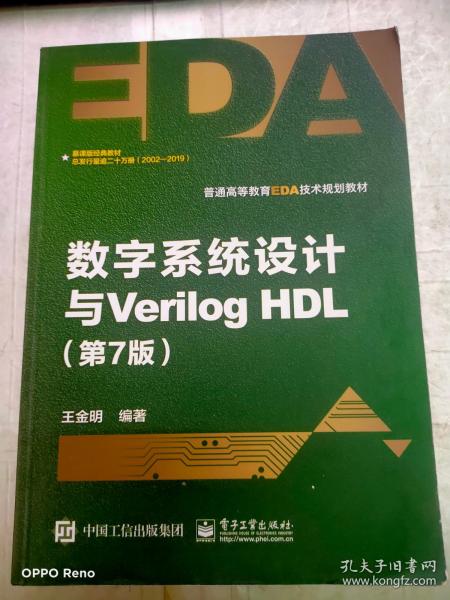 EDA
★ 慕课版经典教材
总发行量逾二十万册（2002—2019）
普通高等教育EDA技术规划教材
数字系统设计
与Verilog HDL
（第7版）
王金明 编著
中国工信出版集团
电子工业出版社
PUBLISHING HOUSE OF ELECTRONICS INDUSTRY
http://www.phei.com.cn
OPPO Reno
孔夫子旧书网
www.kongfz.com